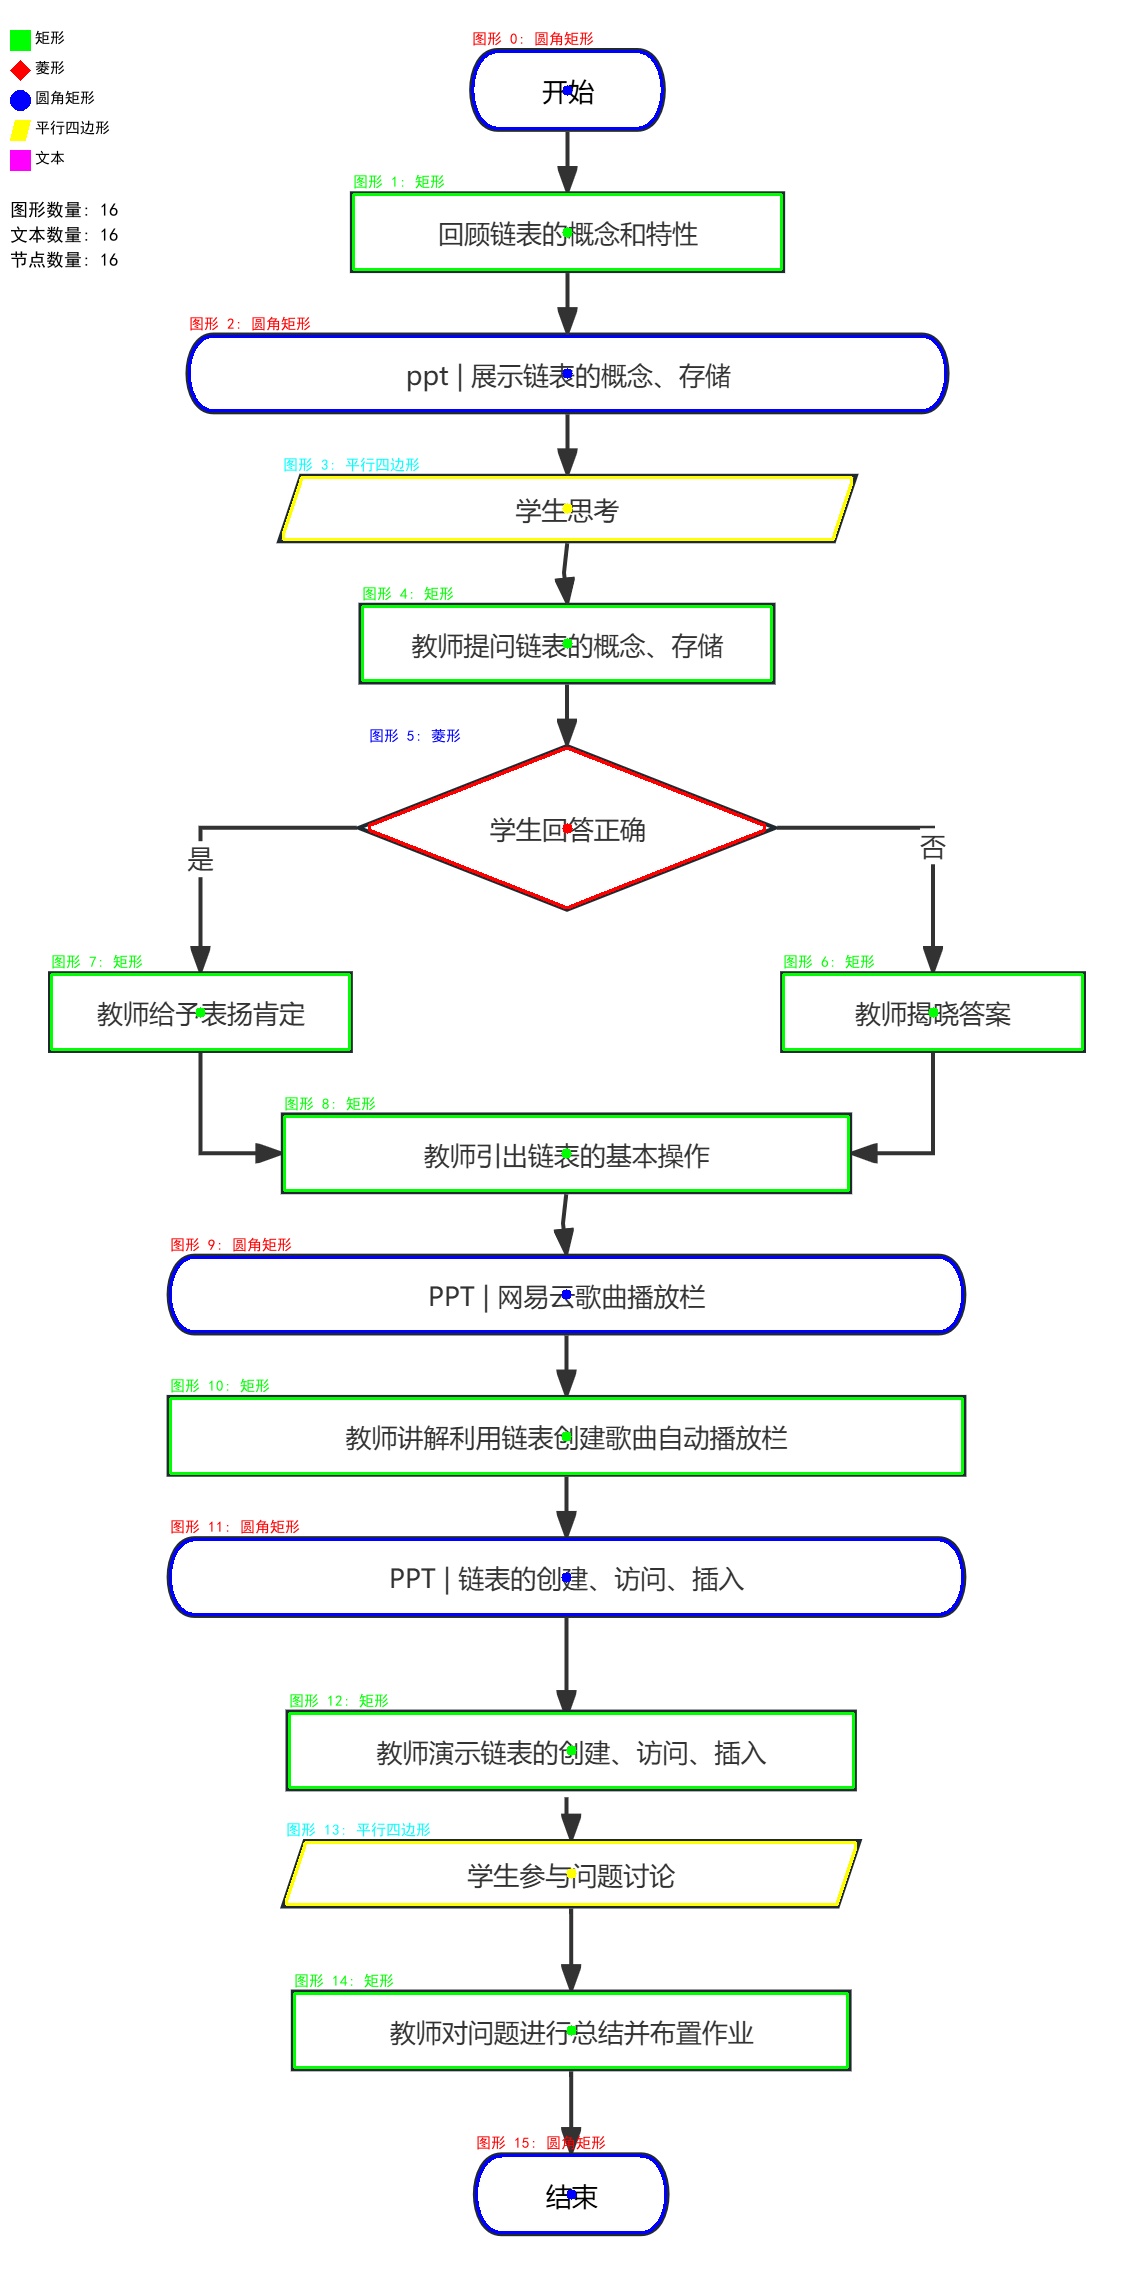 矩形
菱形
圆角矩形
平行四边形
文本
图形数量: 16
文本数量: 16
节点数量: 16
图形 0: 圆角矩形
开始
图形 1: 矩形
回顾链表的概念和特性
图形 2: 圆角矩形
ppt | 展示链表的概念、存储
图形 3: 平行四边形
学生思考
图形 4: 矩形
教师提问链表的概念、存储
图形 5: 菱形
学生回答正确
是
否
图形 7: 矩形
教师给予表扬肯定
图形 6: 矩形
教师揭晓答案
图形 8: 矩形
教师引出链表的基本操作
图形 9: 圆角矩形
PPT | 网易云歌曲播放栏
图形 10: 矩形
教师讲解利用链表创建歌曲自动播放栏
图形 11: 圆角矩形
PPT | 链表的创建、访问、插入
图形 12: 矩形
教师演示链表的创建、访问、插入
图形 13: 平行四边形
学生参与问题讨论
图形 14: 矩形
教师对问题进行总结并布置作业
图形 15: 圆角矩形
结束